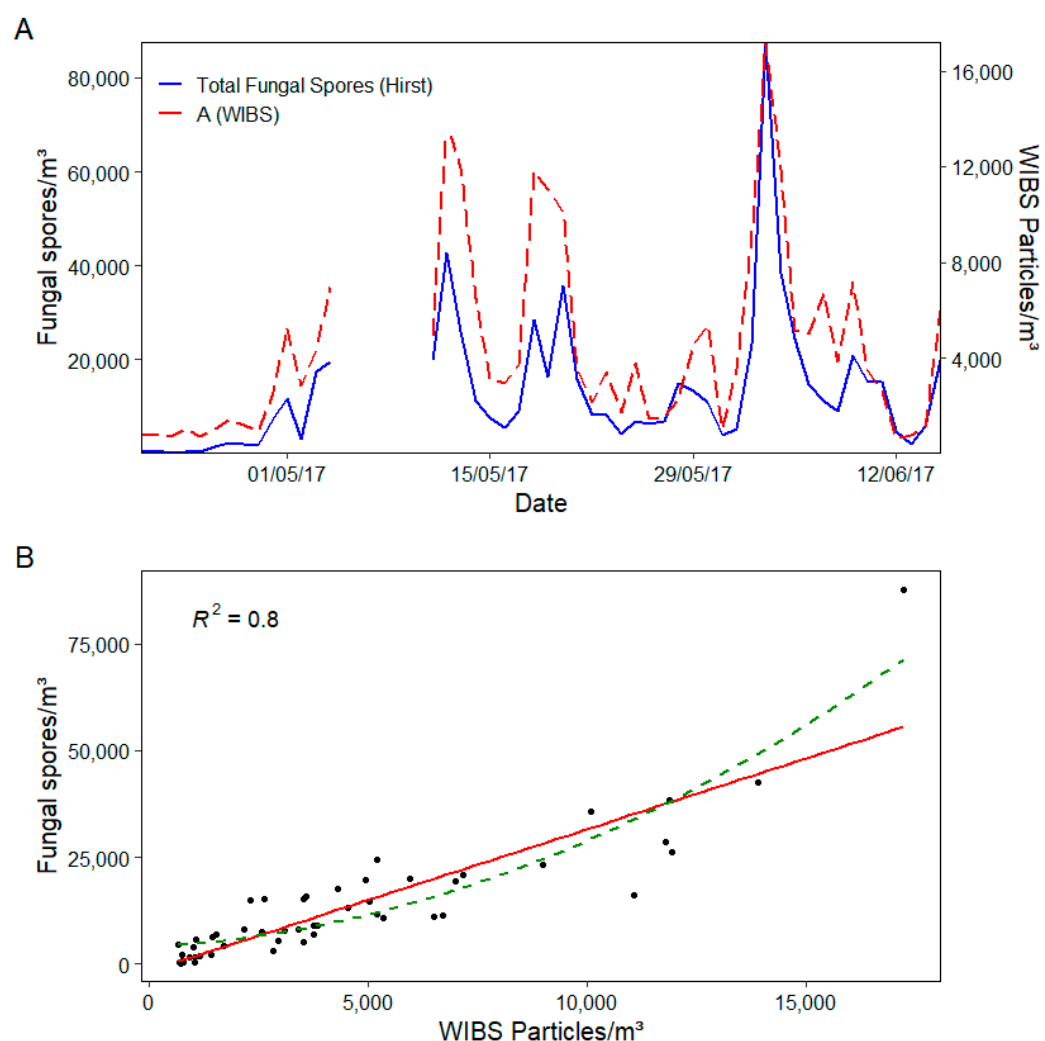 A
Fungal spores/m³
80,000
60,000
40,000
20,000
Total Fungal Spores (Hirst)
A (WIBS)
16,000
12,000
8,000
4,000
WIBS Particles/m³
01/05/17
15/05/17
29/05/17
12/06/17
Date
B
Fungal spores/m³
75,000
50,000
25,000
0
R² = 0.8
0
5,000
10,000
15,000
WIBS Particles/m³